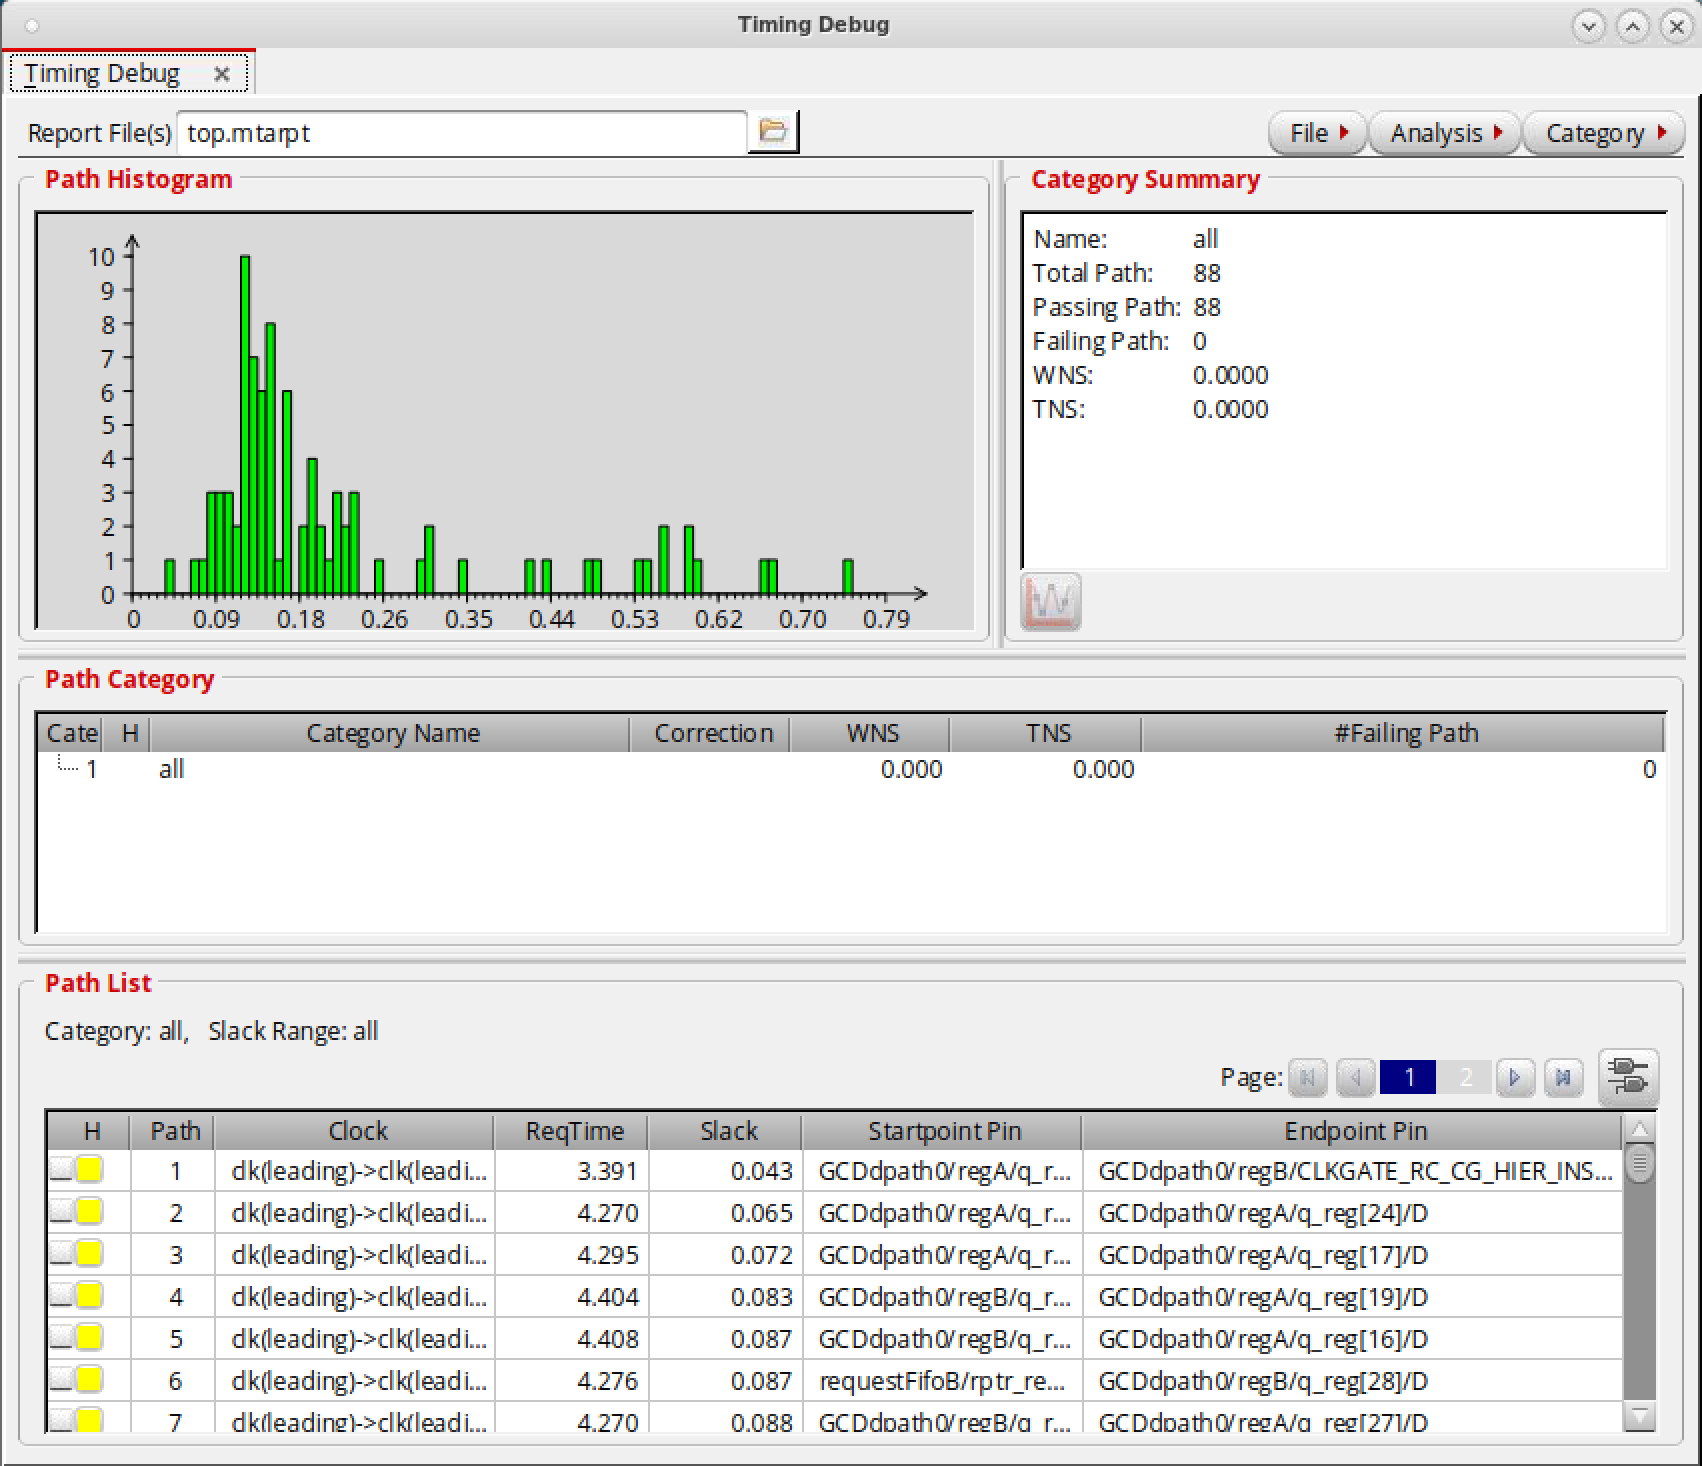 Timing Debug
Timing Debug
Report File(s) top.mtarpt File Analysis Category
Path Histogram
10
9
8
7
6
5
4
3
2
1
0
0 0.09 0.18 0.26 0.35 0.44 0.53 0.62 0.70 0.79
Category Summary
Name: all
Total Path: 88
Passing Path: 88
Failing Path: 0
WNS: 0.0000
TNS: 0.0000
Path Category
Cate H Category Name Correction WNS TNS #Failing Path
1 all 0.000 0.000 0
Path List
Category: all, Slack Range: all
Page: 1 2
H Path Clock ReqTime Slack Startpoint Pin Endpoint Pin
1 clk(leading)->clk(leadi... 3.391 0.043 GCDdpath0/regA/q_r... GCDdpath0/regB/CLKGATE_RC_CG_HIER_INS...
2 clk(leading)->clk(leadi... 4.270 0.065 GCDdpath0/regA/q_r... GCDdpath0/regA/q_reg[24]/D
3 clk(leading)->clk(leadi... 4.295 0.072 GCDdpath0/regA/q_r... GCDdpath0/regA/q_reg[17]/D
4 clk(leading)->clk(leadi... 4.404 0.083 GCDdpath0/regB/q_r... GCDdpath0/regA/q_reg[19]/D
5 clk(leading)->clk(leadi... 4.408 0.087 GCDdpath0/regB/q_r... GCDdpath0/regA/q_reg[16]/D
6 clk(leading)->clk(leadi... 4.276 0.087 requestFifoB/rptr_re... GCDdpath0/regB/q_reg[28]/D
7 clk(leading)->clk(leadi... 4.270 0.088 GCDdpath0/regB/q_r... GCDdpath0/regA/q_reg[27]/D